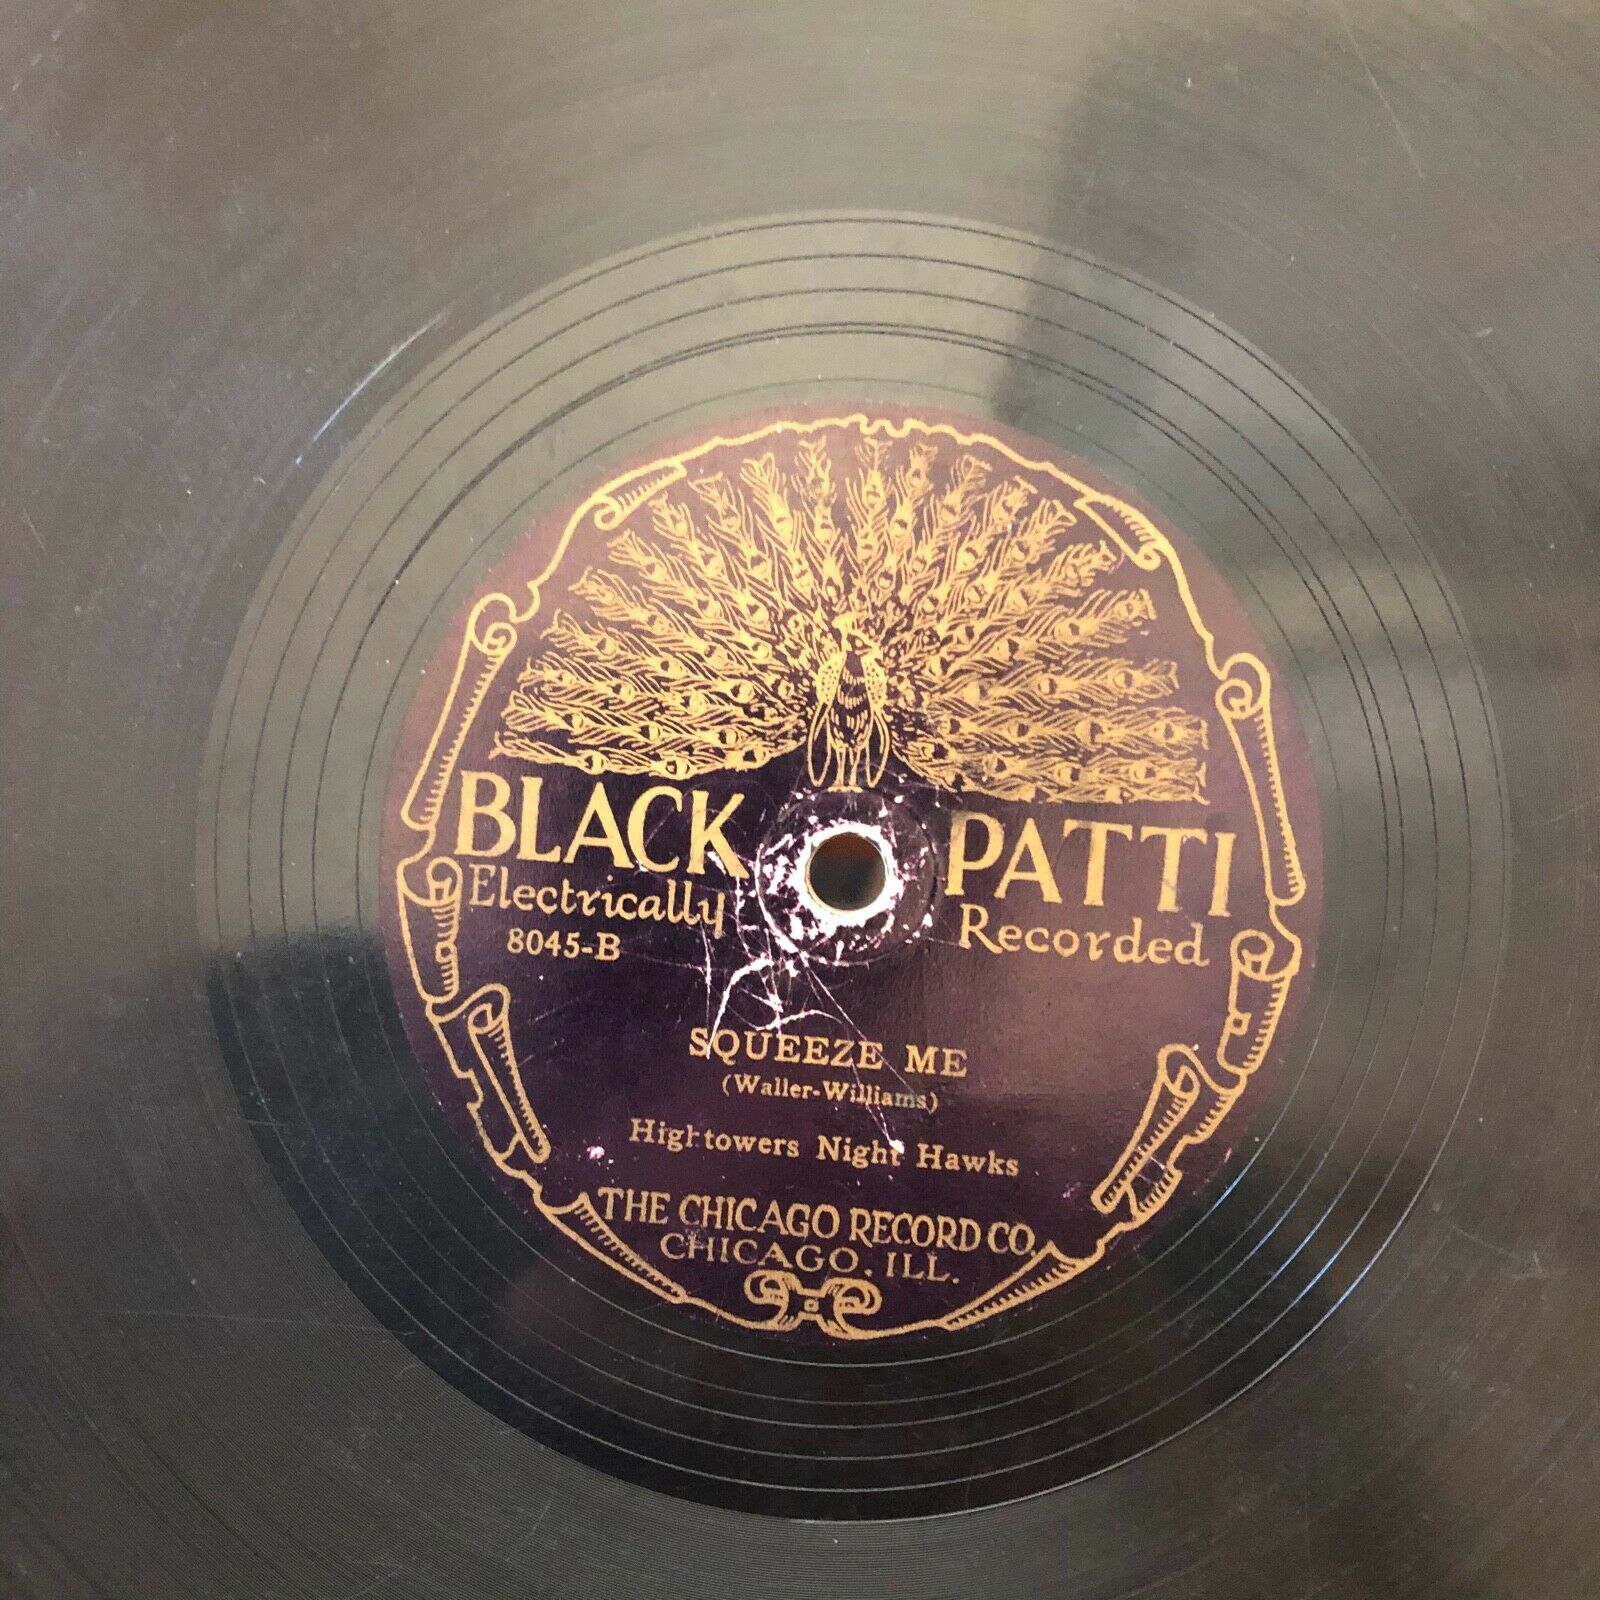 BLACK PATTI
Electrically Recorded
8045-B
SQUEEZE ME
(Waller-Williams)
Hightowers Night Hawks
THE CHICAGO RECORD CO.
CHICAGO. ILL.